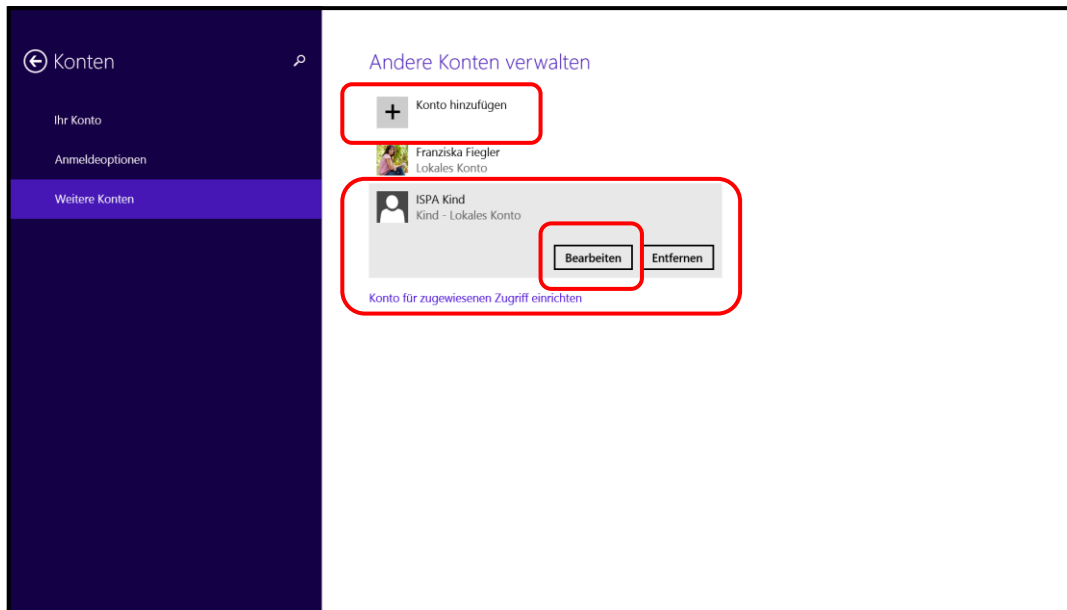 Konten
Ihr Konto
Anmeldeoptionen
Weitere Konten
Andere Konten verwalten
Konto hinzufügen
Franziska Fiegler
Lokales Konto
ISPA Kind
Kind - Lokales Konto
Bearbeiten Entfernen
Konto für zugewiesenen Zugriff einrichten